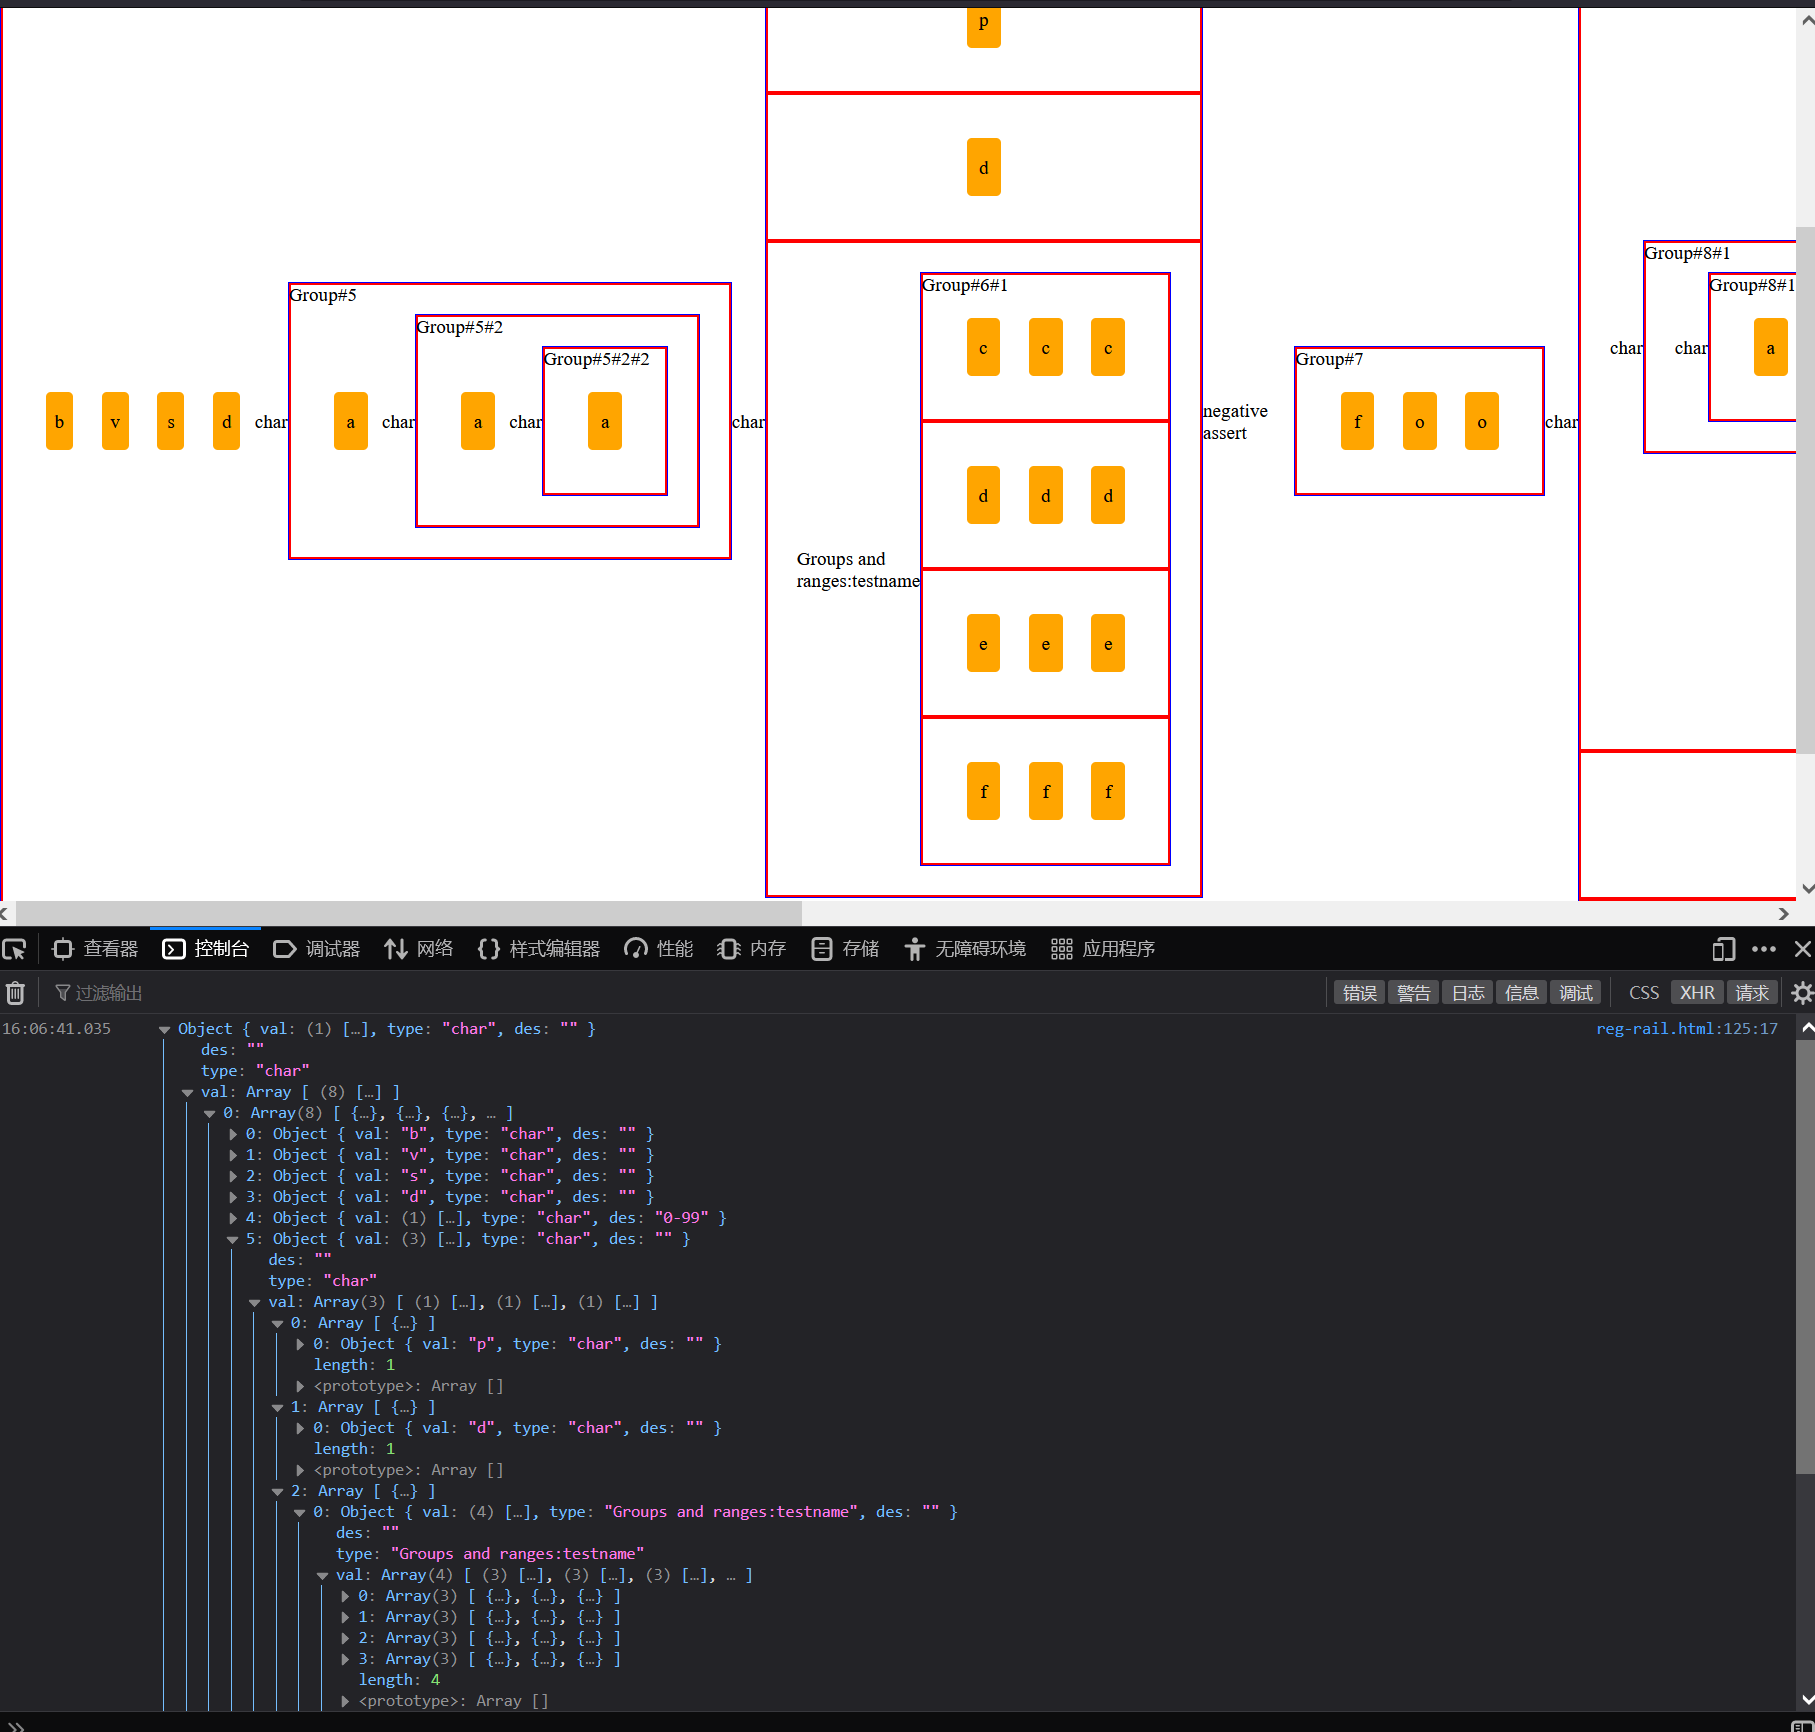 p
d
Group#5
Group#5#2
Group#5#2#2
b v s d char a char a char a char
Group#6#1
c c c
d d d
Groups and
ranges:testname
e e e
f f f
negative
assert
Group#7
f o o char
Group#8#1
Group#8#1
char char a
查看器 控制台 调试器 网络 样式编辑器 性能 内存 存储 无障碍环境 应用程序
过滤输出 错误 警告 日志 信息 调试 CSS XHR 请求
16:06:41.035 Object { val: (1) […], type: "char", des: "" } reg-rail.html:125:17
des: ""
type: "char"
val: Array [ (8) […] ]
0: Array(8) [ {…}, {…}, {…}, … ]
0: Object { val: "b", type: "char", des: "" }
1: Object { val: "v", type: "char", des: "" }
2: Object { val: "s", type: "char", des: "" }
3: Object { val: "d", type: "char", des: "" }
4: Object { val: (1) […], type: "char", des: "0-99" }
5: Object { val: (3) […], type: "char", des: "" }
des: ""
type: "char"
val: Array(3) [ (1) […], (1) […], (1) […] ]
0: Array [ {…} ]
0: Object { val: "p", type: "char", des: "" }
length: 1
<prototype>: Array []
1: Array [ {…} ]
0: Object { val: "d", type: "char", des: "" }
length: 1
<prototype>: Array []
2: Array [ {…} ]
0: Object { val: (4) […], type: "Groups and ranges:testname", des: "" }
des: ""
type: "Groups and ranges:testname"
val: Array(4) [ (3) […], (3) […], (3) […], … ]
0: Array(3) [ {…}, {…}, {…} ]
1: Array(3) [ {…}, {…}, {…} ]
2: Array(3) [ {…}, {…}, {…} ]
3: Array(3) [ {…}, {…}, {…} ]
length: 4
<prototype>: Array []